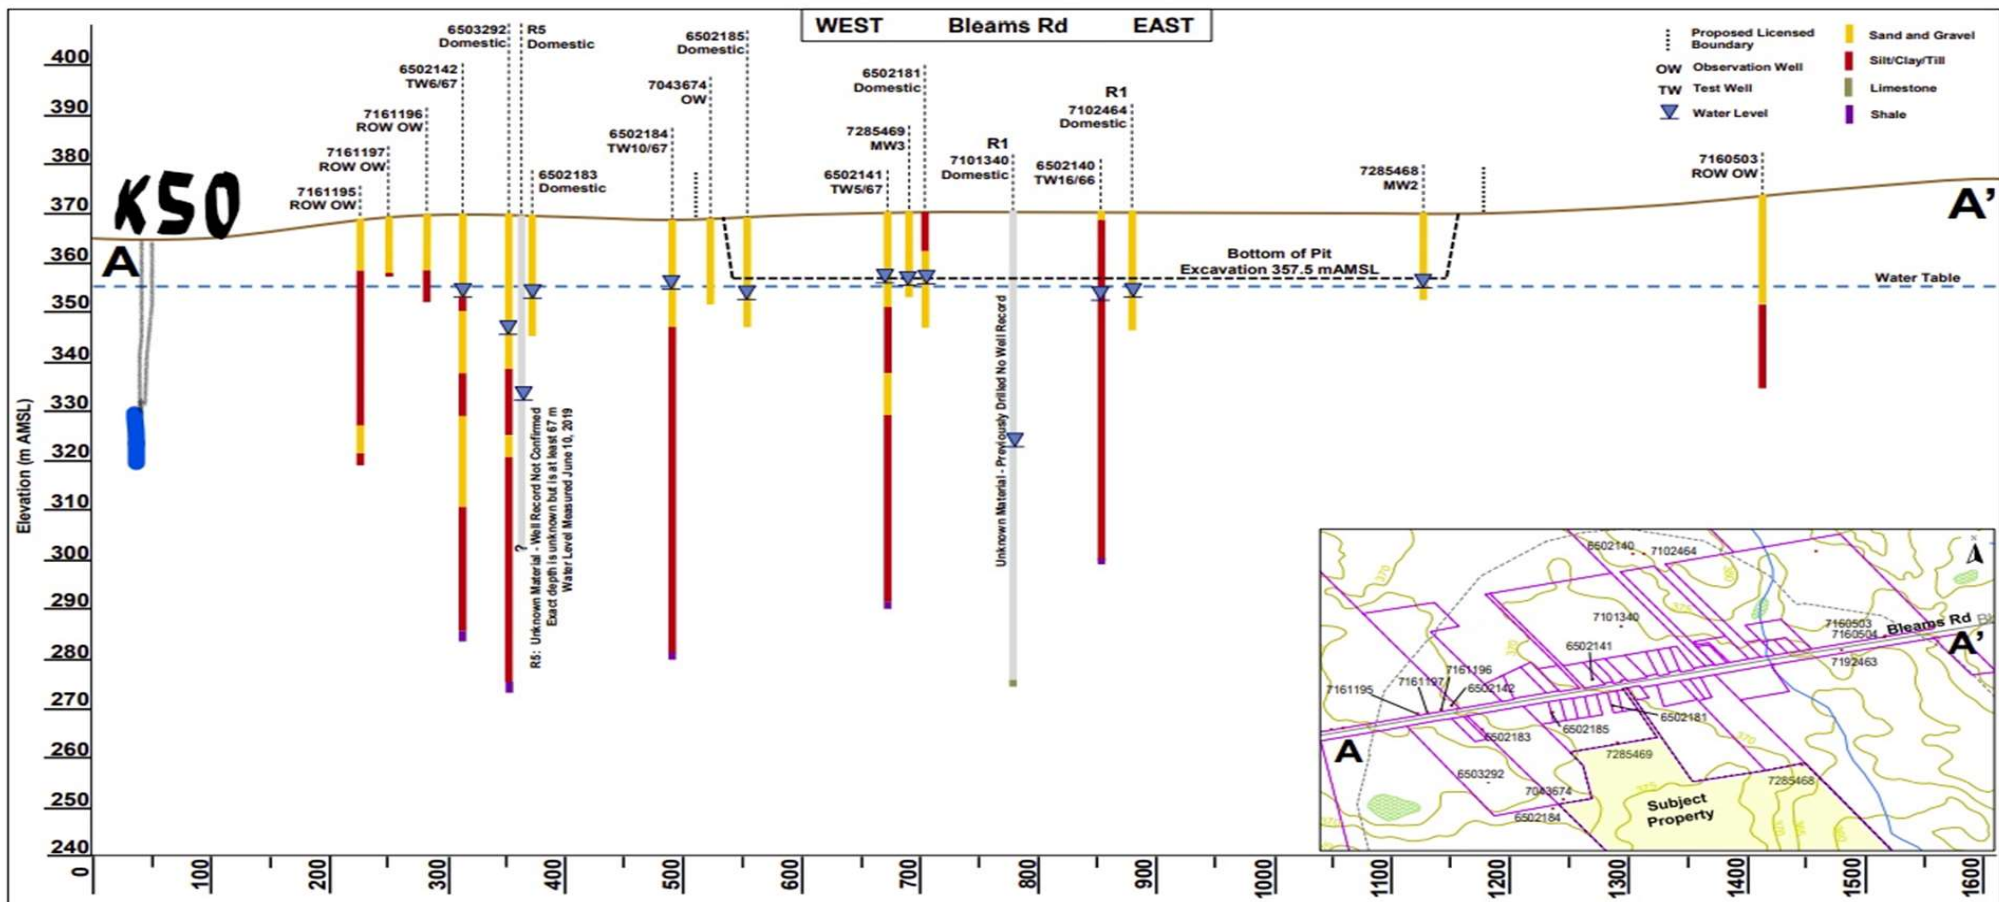 WEST Bleams Rd EAST
Proposed Licensed
Boundary
OW Observation Well
TW Test Well
Water Level
Sand and Gravel
Silt/Clay/Till
Limestone
Shale
6503292
Domestic
R5
Domestic
6502142
TW6/67
7161196
ROW OW
7161197
ROW OW
7161195
ROW OW
6502183
Domestic
6502185
Domestic
7043674
OW
6502184
TW10/67
6502181
Domestic
7285469
MW3
6502141
TW5/67
R1
7101340
Domestic
R1
7102464
Domestic
6502140
TW16/66
7285468
MW2
7160503
ROW OW
K50
A
A'
Bottom of Pit
Excavation 357.5 mAMSL
Water Table
?
R5: Unknown Material - Well Record Not Confirmed
Exact depth is unknown but is at least 67 m
Water Level Measured June 10, 2019
Unknown Material - Previously Drilled No Well Record
Elevation (m AMSL)
400
390
380
370
360
350
340
330
320
310
300
290
280
270
260
250
240
0 100 200 300 400 500 600 700 800 900 1000 1100 1200 1300 1400 1500 1600
6502140
7102464
370
380
375
7101340
370
6502141
7160503
7160504
Bleams Rd
A'
7192463
7161196
7161197
7161195
6502142
6502181
6502185
6502183
A
370
7285469
7285468
6503292
7043674
6502184
375
Subject
Property
370